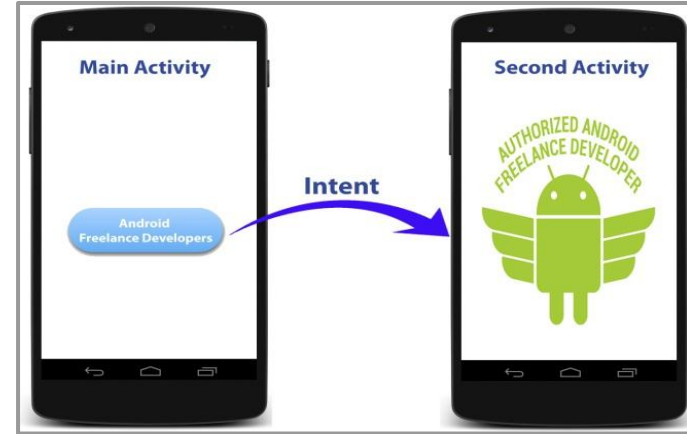 Main Activity
Android
Freelance Developers
Intent
Second Activity
AUTHORIZED ANDROID
FREELANCE DEVELOPER